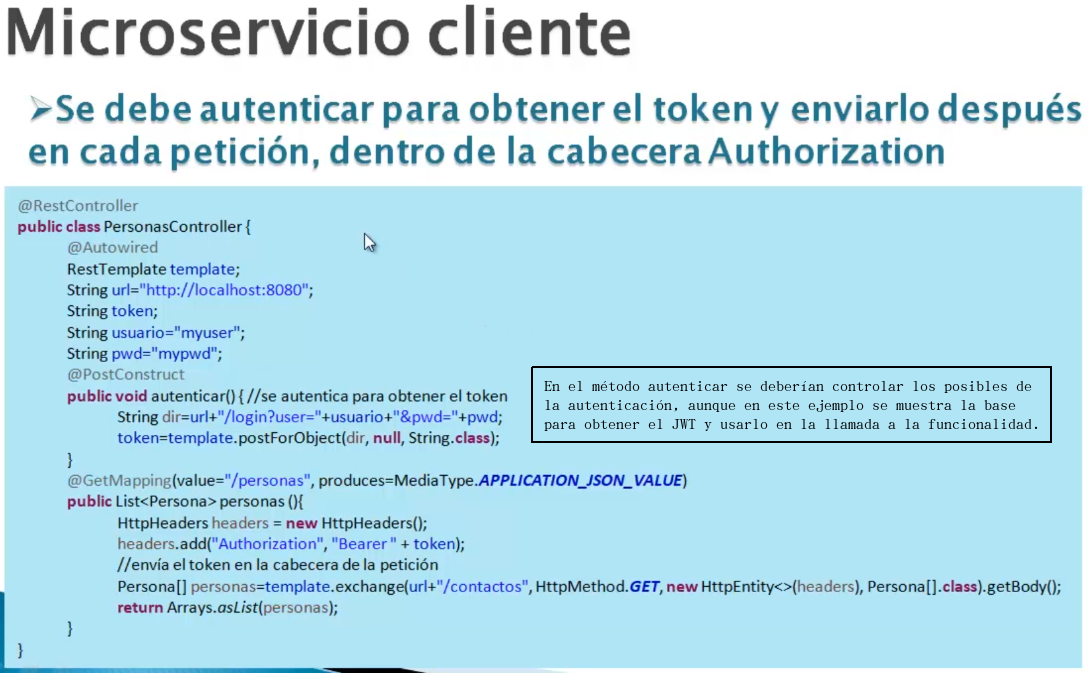 Microservicio cliente
➢Se debe autenticar para obtener el token y enviarlo después
en cada petición, dentro de la cabecera Authorization
@RestController
public class PersonasController {
@Autowired
RestTemplate template;
String url="http://localhost:8080";
String token;
String usuario="myuser";
String pwd="mypwd";
@PostConstruct
public void autenticar() { //se autentica para obtener el token
String dir=url+"/login?user="+usuario+"&pwd="+pwd;
token=template.postForObject(dir, null, String.class);
}
En el método autenticar se deberían controlar los posibles de
la autenticación, aunque en este ejemplo se muestra la base
para obtener el JWT y usarlo en la llamada a la funcionalidad.
@GetMapping(value="/personas", produces=MediaType.APPLICATION_JSON_VALUE)
public List<Persona> personas (){
HttpHeaders headers = new HttpHeaders();
headers.add("Authorization", "Bearer " + token);
//envía el token en la cabecera de la petición
Persona[] personas=template.exchange(url+"/contactos", HttpMethod.GET, new HttpEntity<>(headers), Persona[].class).getBody();
return Arrays.asList(personas);
}
}